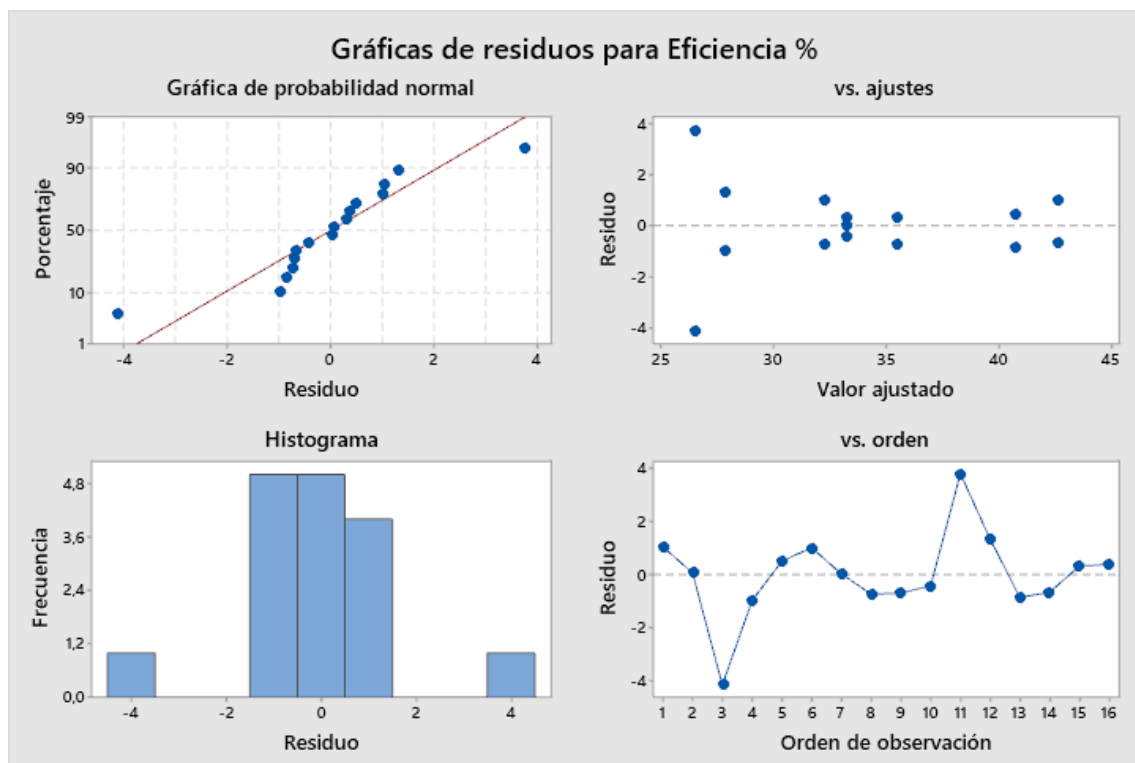 Gráficas de residuos para Eficiencia %
Gráfica de probabilidad normal
99
90
50
10
1
Porcentaje
-4 -2 0 2 4
Residuo
vs. ajustes
4
2
0
-2
-4
Residuo
25 30 35 40 45
Valor ajustado
Histograma
4,8
3,6
2,4
1,2
0,0
Frecuencia
-4 -2 0 2 4
Residuo
vs. orden
4
2
0
-2
-4
Residuo
1 2 3 4 5 6 7 8 9 10 11 12 13 14 15 16
Orden de observación